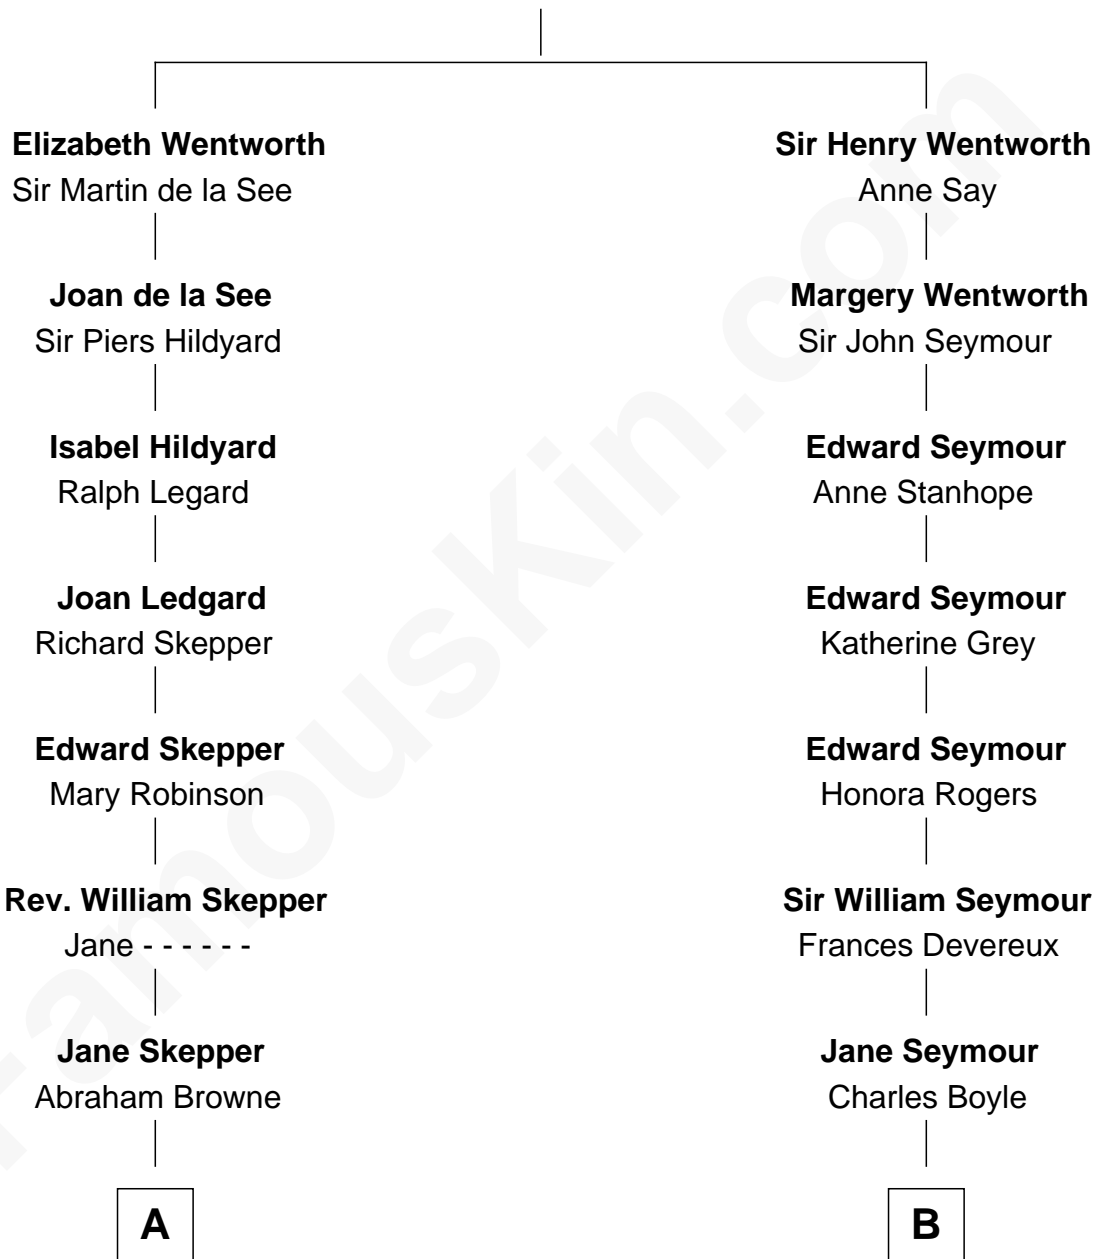 Elizabeth Wentworth
Sir Martin de la See
Joan de la See
Sir Piers Hildyard
Isabel Hildyard
Ralph Legard
Joan Ledgard
Richard Skepper
Edward Skepper
Mary Robinson
Rev. William Skepper
Jane - - - - - -
Jane Skepper
Abraham Browne
A
Sir Henry Wentworth
Anne Say
Margery Wentworth
Sir John Seymour
Edward Seymour
Anne Stanhope
Edward Seymour
Katherine Grey
Edward Seymour
Honora Rogers
Sir William Seymour
Frances Devereux
Jane Seymour
Charles Boyle
B
FamousKin.com